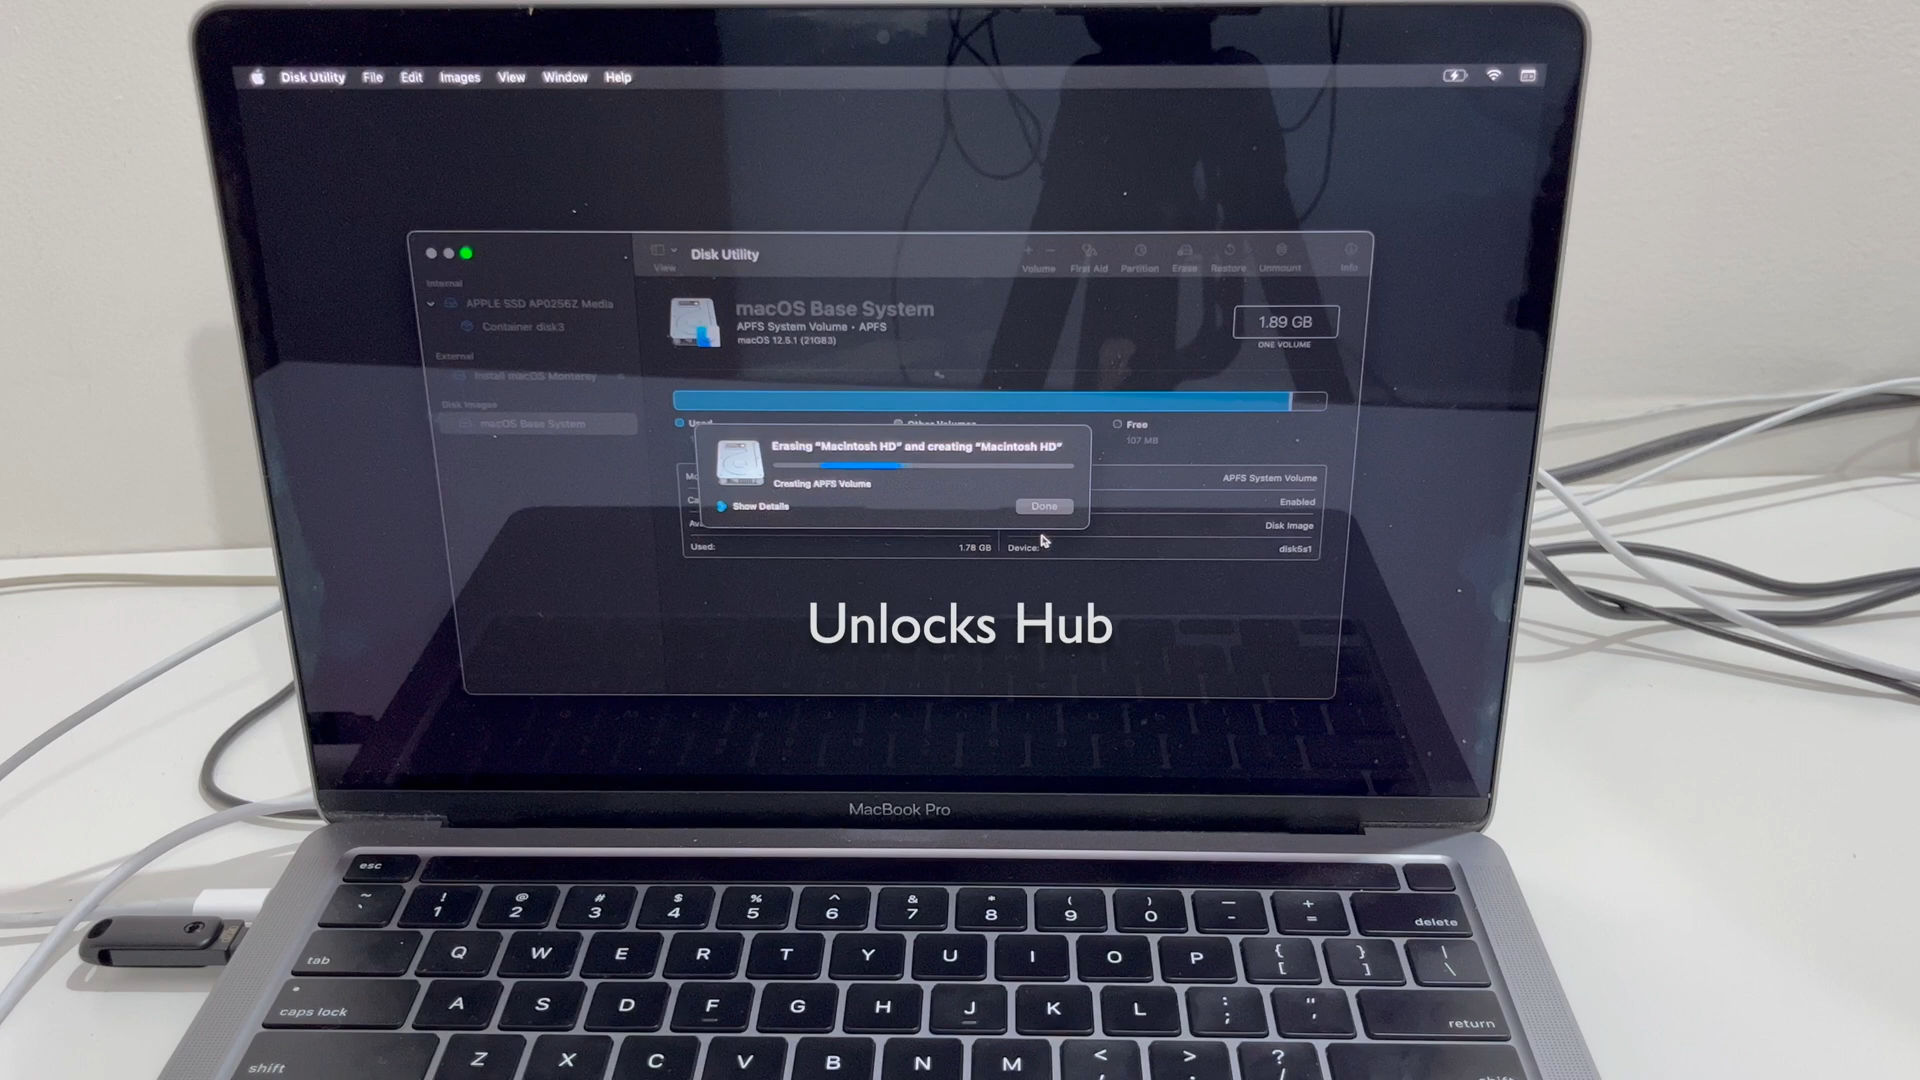 Disk Utility File Edit Images View Window Help
Disk Utility
View
Volume First Aid Partition Erase Restore Unmount Info
Internal
APPLE SSD AP0256Z Media
Container disk3
External
Install macOS Monterey
Disk Images
macOS Base System
macOS Base System
APFS System Volume • APFS
macOS 12.5.1 (21G83)
1.89 GB
ONE VOLUME
Used
Other Volumes
Free
107 MB
Erasing “Macintosh HD” and creating “Macintosh HD”
Creating APFS Volume
Show Details
Done
APFS System Volume
Enabled
Disk Image
Used: 1.78 GB
Device: disk5s1
Unlocks Hub
MacBook Pro
esc
~ ` ! 1 @ 2 # 3 $ 4 % 5 ^ 6 & 7 * 8 ( 9 ) 0 — - + = delete
tab Q W E R T Y U I O P { [ } ] | \
caps lock A S D F G H J K L : ; " ' return
shift Z X C V B N M < , > . ? / shift